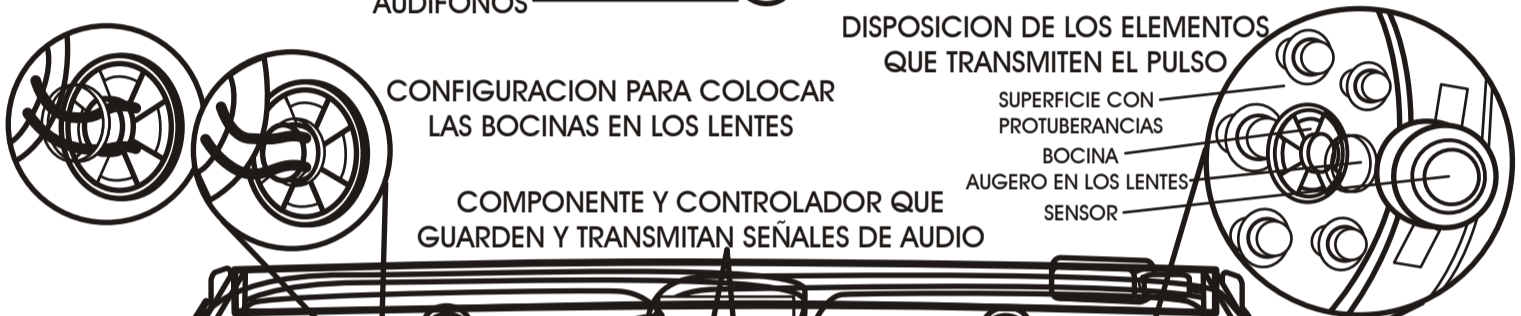 AUDIFONOS
DISPOSICION DE LOS ELEMENTOS
QUE TRANSMITEN EL PULSO
CONFIGURACION PARA COLOCAR
LAS BOCINAS EN LOS LENTES
SUPERFICIE CON
PROTUBERANCIAS
BOCINA
AUGERO EN LOS LENTES
SENSOR
COMPONENTE Y CONTROLADOR QUE
GUARDEN Y TRANSMITAN SEÑALES DE AUDIO